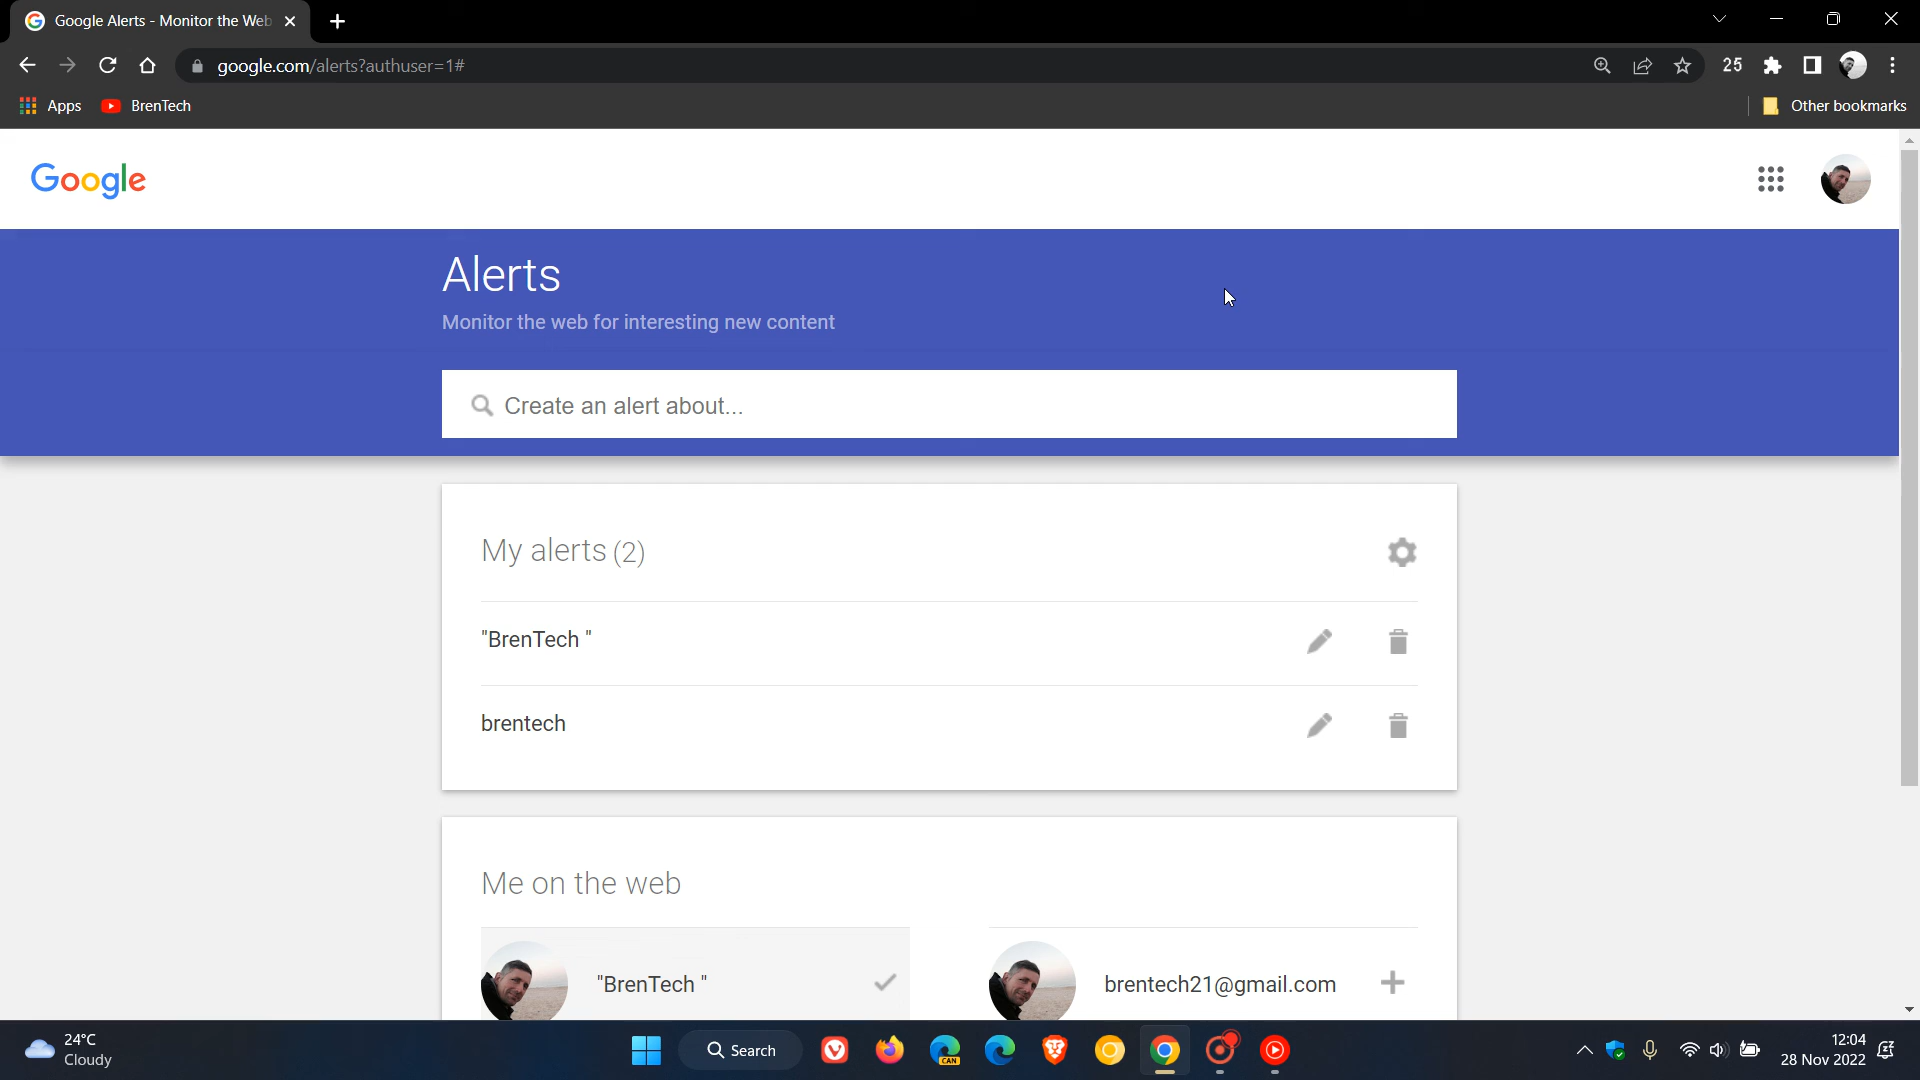 Google Alerts - Monitor the Web
google.com/alerts?authuser=1#
25
Apps
BrenTech
Other bookmarks
Google
Alerts
Monitor the web for interesting new content
Create an alert about...
My alerts (2)
"BrenTech "
brentech
Me on the web
"BrenTech "
brentech21@gmail.com
24°C
Cloudy
Search
CAN
12:04
28 Nov 2022